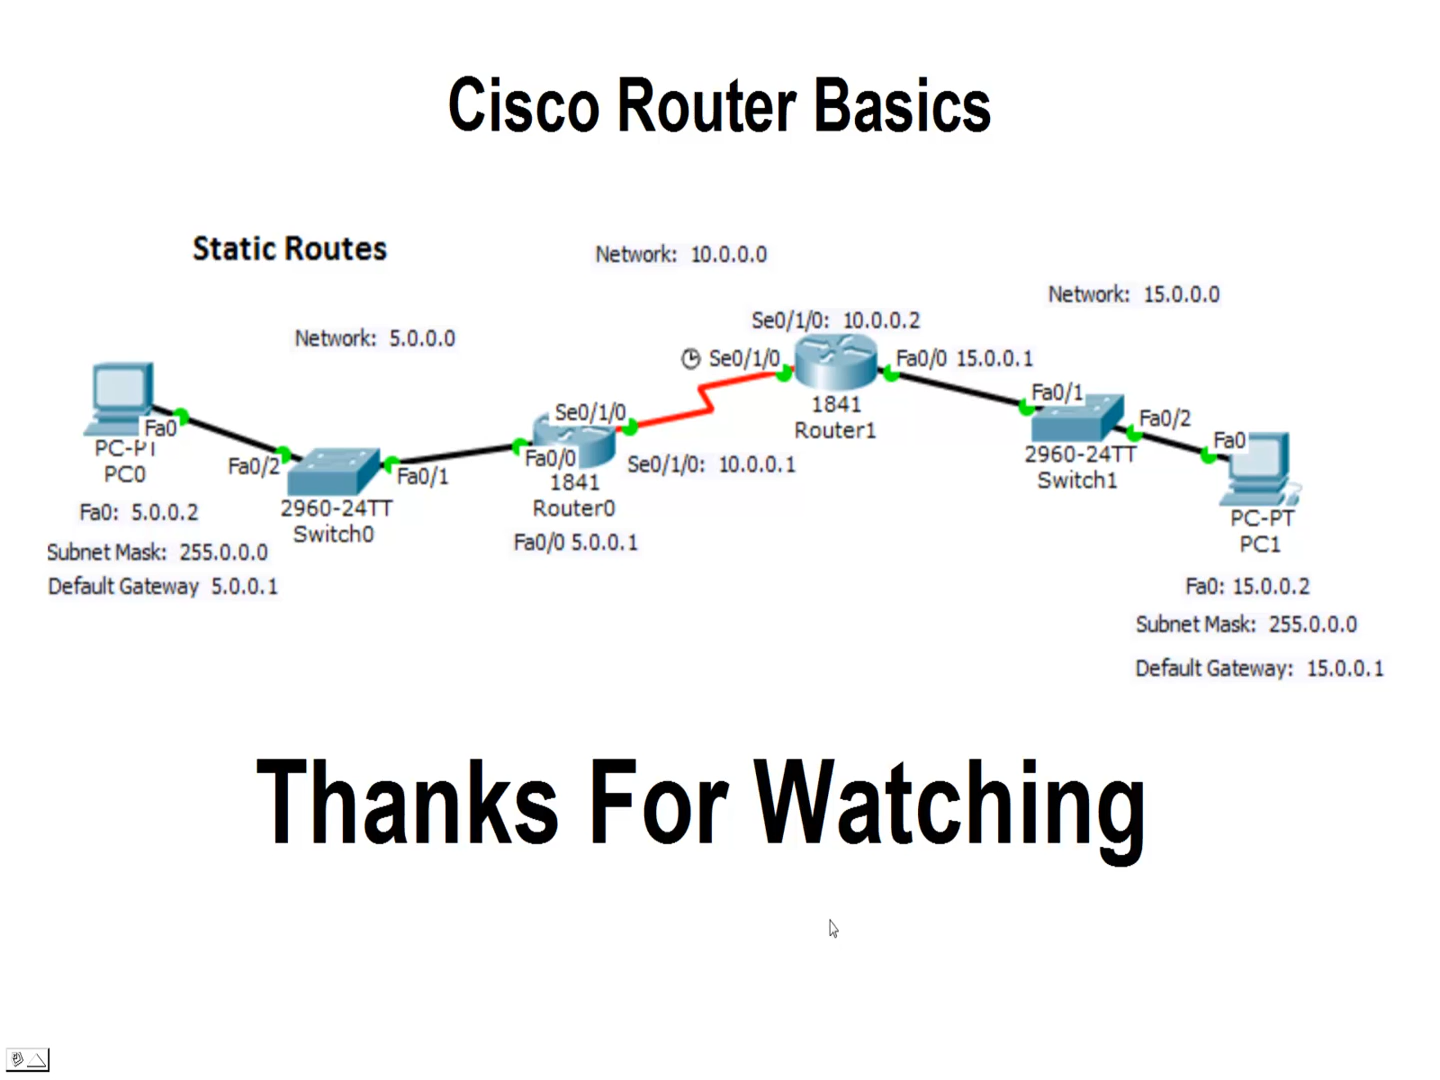 Cisco Router Basics
Static Routes
Network: 10.0.0.0
Network: 15.0.0.0
Network: 5.0.0.0
Se0/1/0: 10.0.0.2
Se0/1/0
Fa0/0 15.0.0.1
1841
Router1
Fa0/1
Fa0/2
Fa0
2960-24TT
Switch1
PC-PT
PC1
Fa0: 15.0.0.2
Subnet Mask: 255.0.0.0
Default Gateway: 15.0.0.1
Fa0
PC-PT
PC0
Fa0: 5.0.0.2
Subnet Mask: 255.0.0.0
Default Gateway 5.0.0.1
Fa0/2
Fa0/1
2960-24TT
Switch0
Se0/1/0
Fa0/0
Se0/1/0: 10.0.0.1
1841
Router0
Fa0/0 5.0.0.1
Thanks For Watching